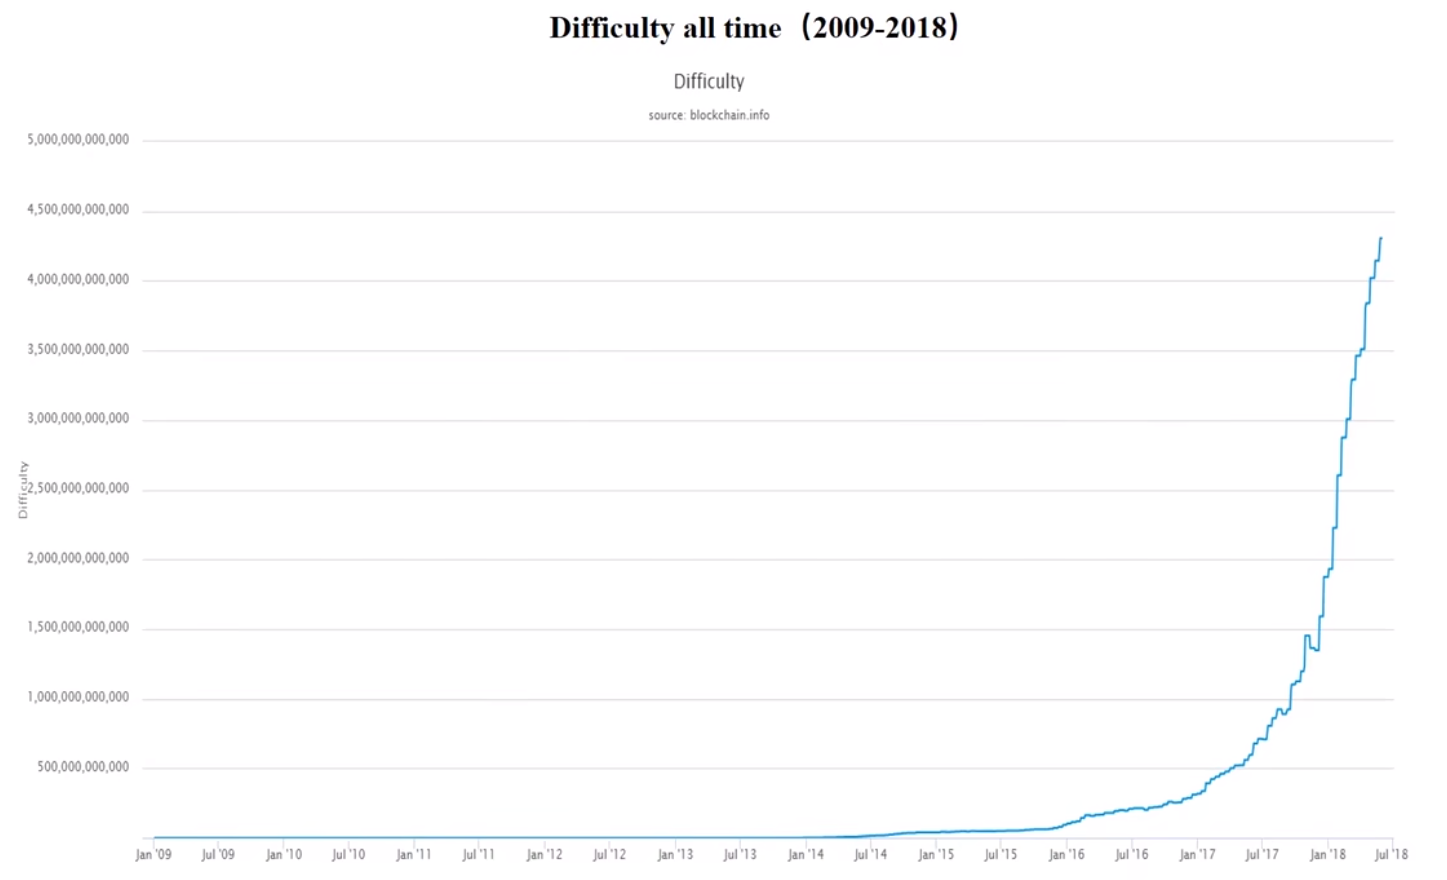 Difficulty all time（2009-2018）
Difficulty
source: blockchain.info
5,000,000,000,000
4,500,000,000,000
4,000,000,000,000
3,500,000,000,000
3,000,000,000,000
2,500,000,000,000
2,000,000,000,000
1,500,000,000,000
1,000,000,000,000
500,000,000,000
Difficulty
Jan '09 Jul '09 Jan '10 Jul '10 Jan '11 Jul '11 Jan '12 Jul '12 Jan '13 Jul '13 Jan '14 Jul '14 Jan '15 Jul '15 Jan '16 Jul '16 Jan '17 Jul '17 Jan '18 Jul '18